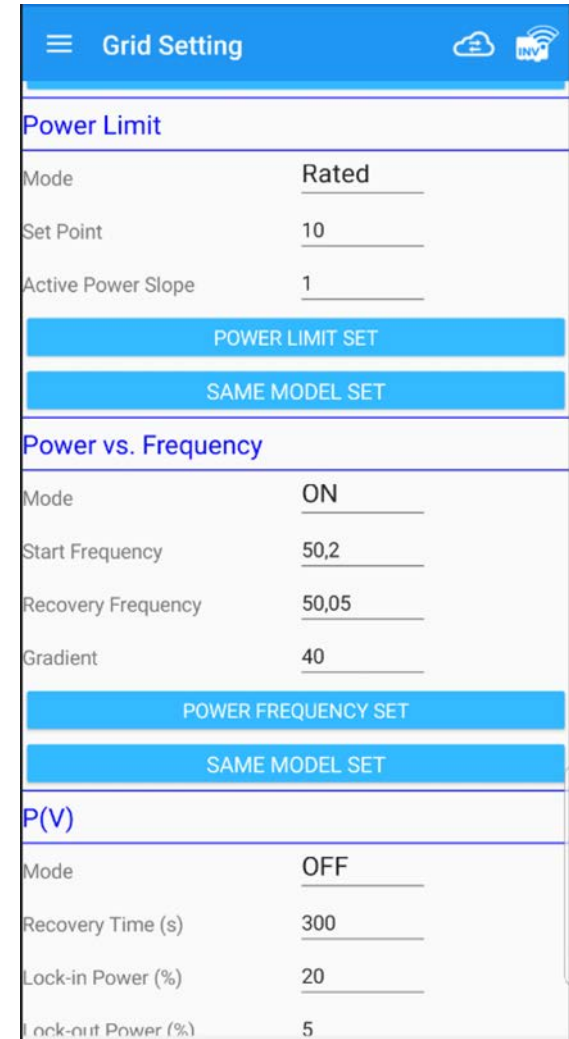 Grid Setting
INV
Power Limit
Mode Rated
Set Point 10
Active Power Slope 1
POWER LIMIT SET
SAME MODEL SET
Power vs. Frequency
Mode ON
Start Frequency 50,2
Recovery Frequency 50,05
Gradient 40
POWER FREQUENCY SET
SAME MODEL SET
P(V)
Mode OFF
Recovery Time (s) 300
Lock-in Power (%) 20
Lock-out Power (%) 5